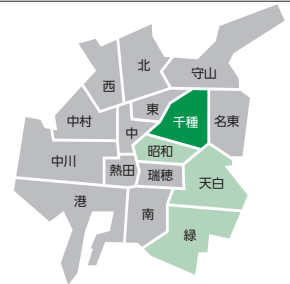 北
守山
西
東
千種
名東
中村
中
昭和
中川
熱田
瑞穂
天白
港
南
緑